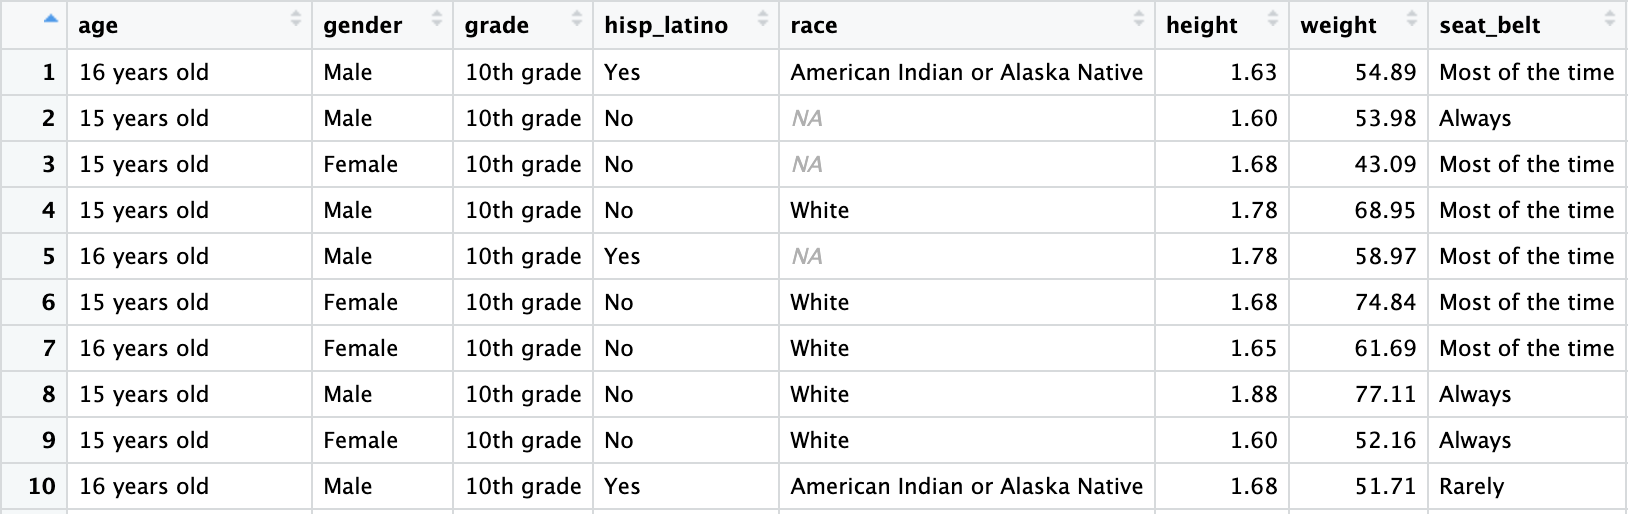 age gender grade hisp_latino race height weight seat_belt
1 16 years old Male 10th grade Yes American Indian or Alaska Native 1.63 54.89 Most of the time
2 15 years old Male 10th grade No NA 1.60 53.98 Always
3 15 years old Female 10th grade No NA 1.68 43.09 Most of the time
4 15 years old Male 10th grade No White 1.78 68.95 Most of the time
5 16 years old Male 10th grade Yes NA 1.78 58.97 Most of the time
6 15 years old Female 10th grade No White 1.68 74.84 Most of the time
7 16 years old Female 10th grade No White 1.65 61.69 Most of the time
8 15 years old Male 10th grade No White 1.88 77.11 Always
9 15 years old Female 10th grade No White 1.60 52.16 Always
10 16 years old Male 10th grade Yes American Indian or Alaska Native 1.68 51.71 Rarely